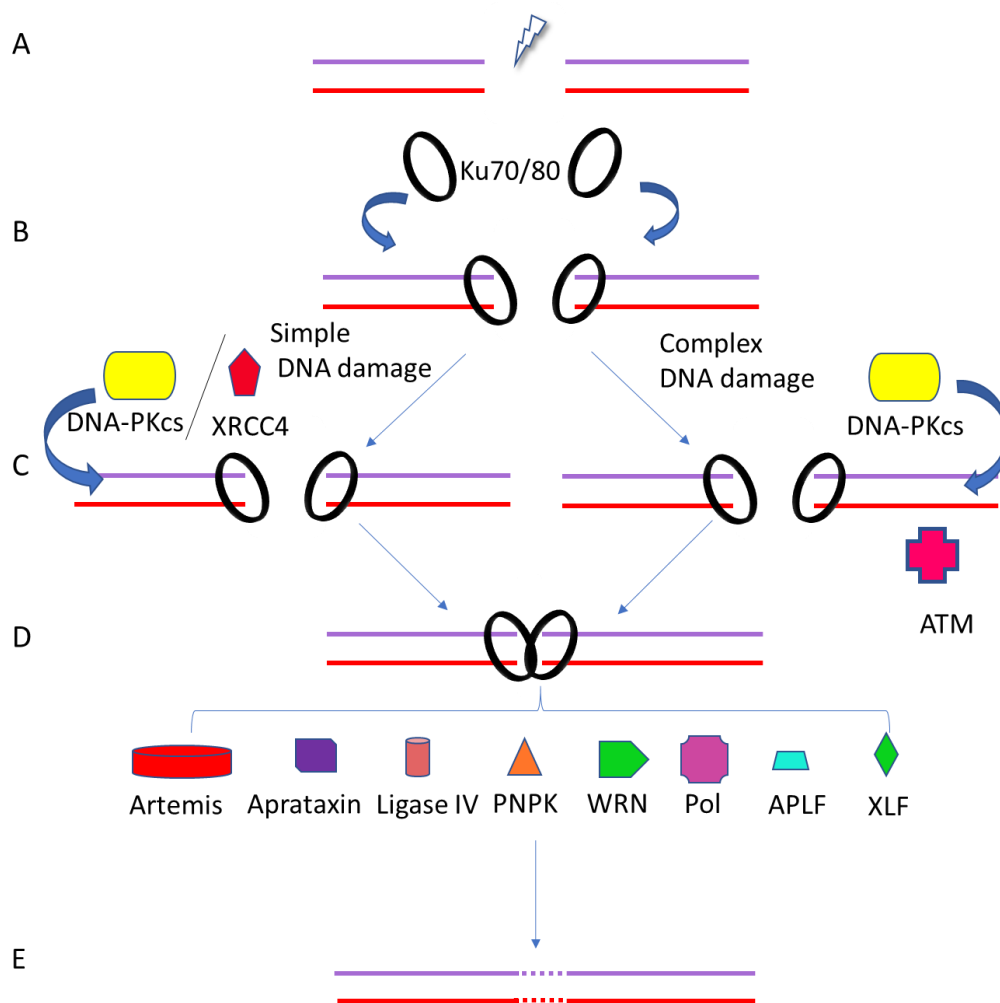 A
Ku70/80
B
Simple
DNA damage
Complex
DNA damage
DNA-PKcs
XRCC4
DNA-PKcs
C
ATM
D
Artemis
Aprataxin
Ligase IV
PNPK
WRN
Pol
APLF
XLF
E